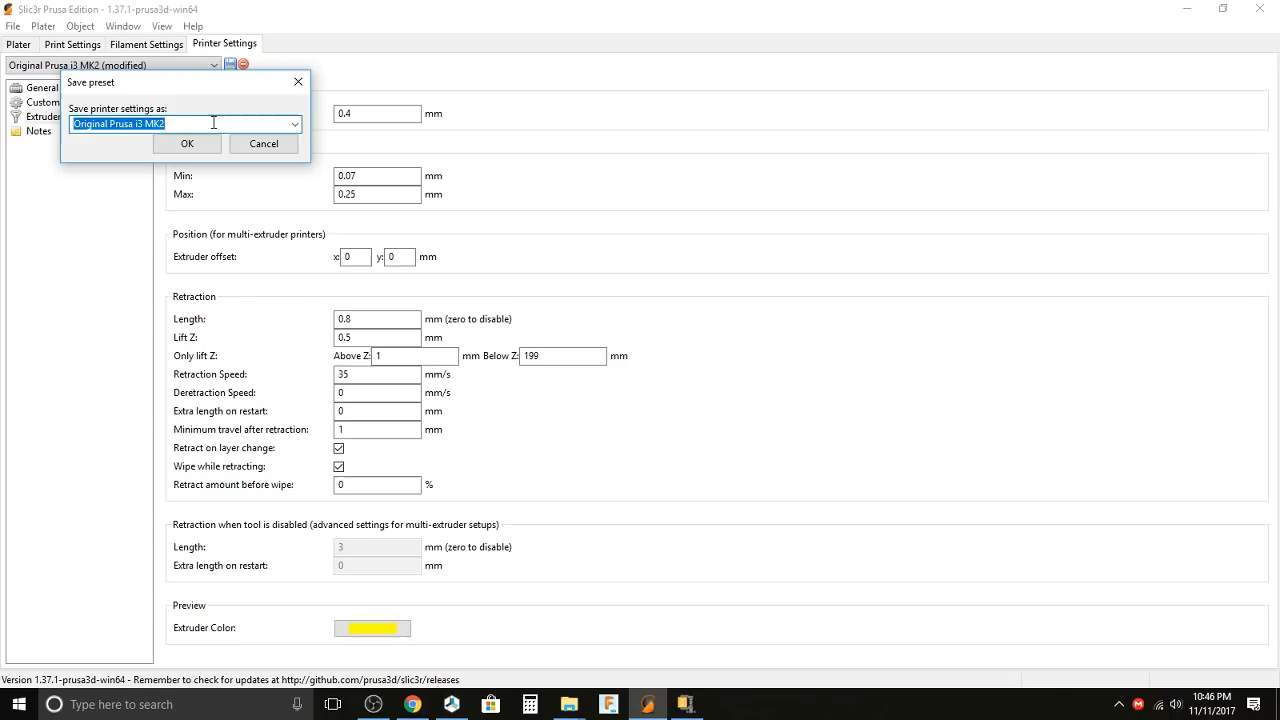 Slic3r Prusa Edition - 1.37.1-prusa3d-win64
File Plater Object Window View Help
Plater Print Settings Filament Settings Printer Settings
Original Prusa i3 MK2 (modified)
Save preset
General
Save printer settings as:
Custom
Original Prusa i3 MK2
0.4 mm
Extruder
Notes
OK Cancel
Min: 0.07 mm
Max: 0.25 mm
Position (for multi-extruder printers)
Extruder offset: x: 0 y: 0 mm
Retraction
Length: 0.8 mm (zero to disable)
Lift Z: 0.5 mm
Only lift Z: Above Z: 1 mm Below Z: 199 mm
Retraction Speed: 35 mm/s
Deretraction Speed: 0 mm/s
Extra length on restart: 0 mm
Minimum travel after retraction: 1 mm
Retract on layer change:
Wipe while retracting:
Retract amount before wipe: 0 %
Retraction when tool is disabled (advanced settings for multi-extruder setups)
Length: 3 mm (zero to disable)
Extra length on restart: 0 mm
Preview
Extruder Color:
Version 1.37.1-prusa3d-win64 - Remember to check for updates at http://github.com/prusa3d/slic3r/releases
Type here to search
10:46 PM
11/11/2017